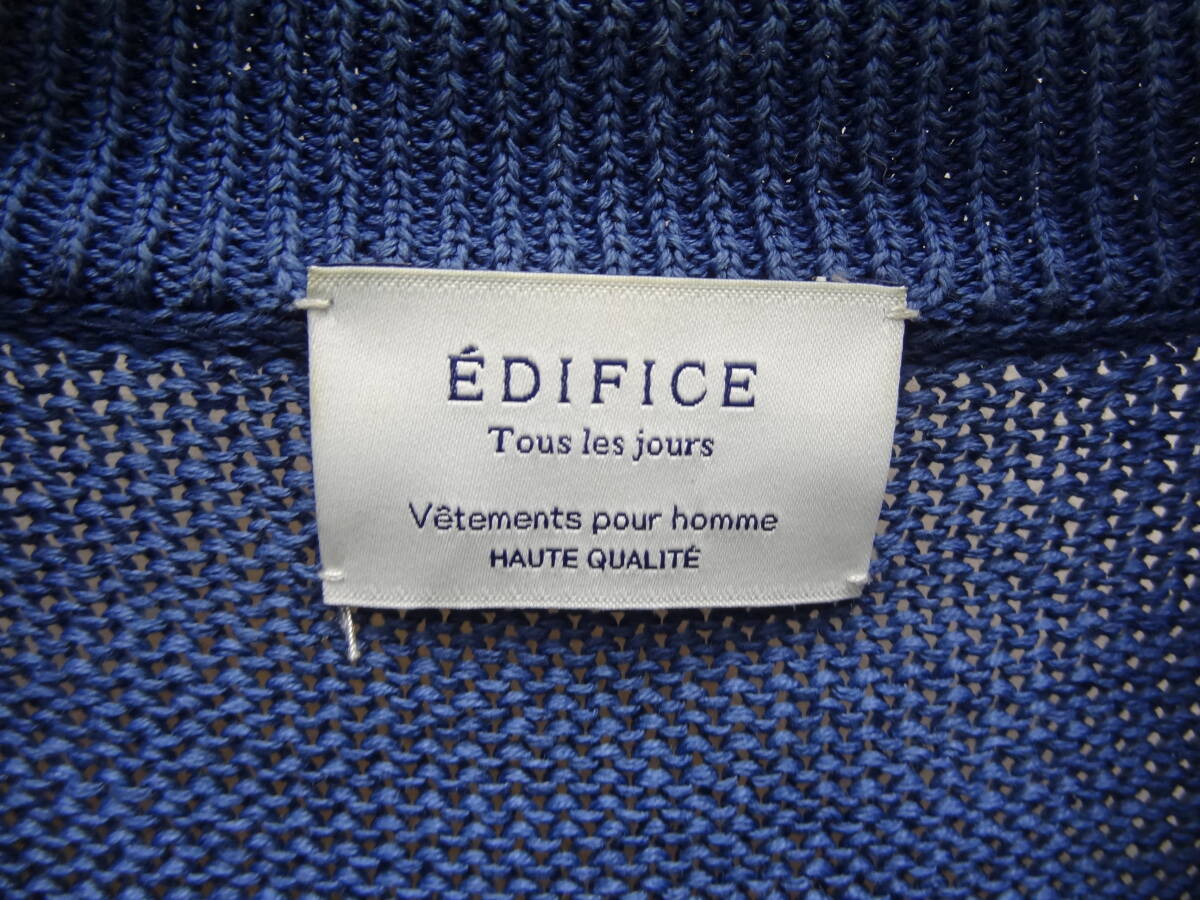 ÉDIFICE
Tous les jours
Vêtements pour homme
HAUTE QUALITÉ